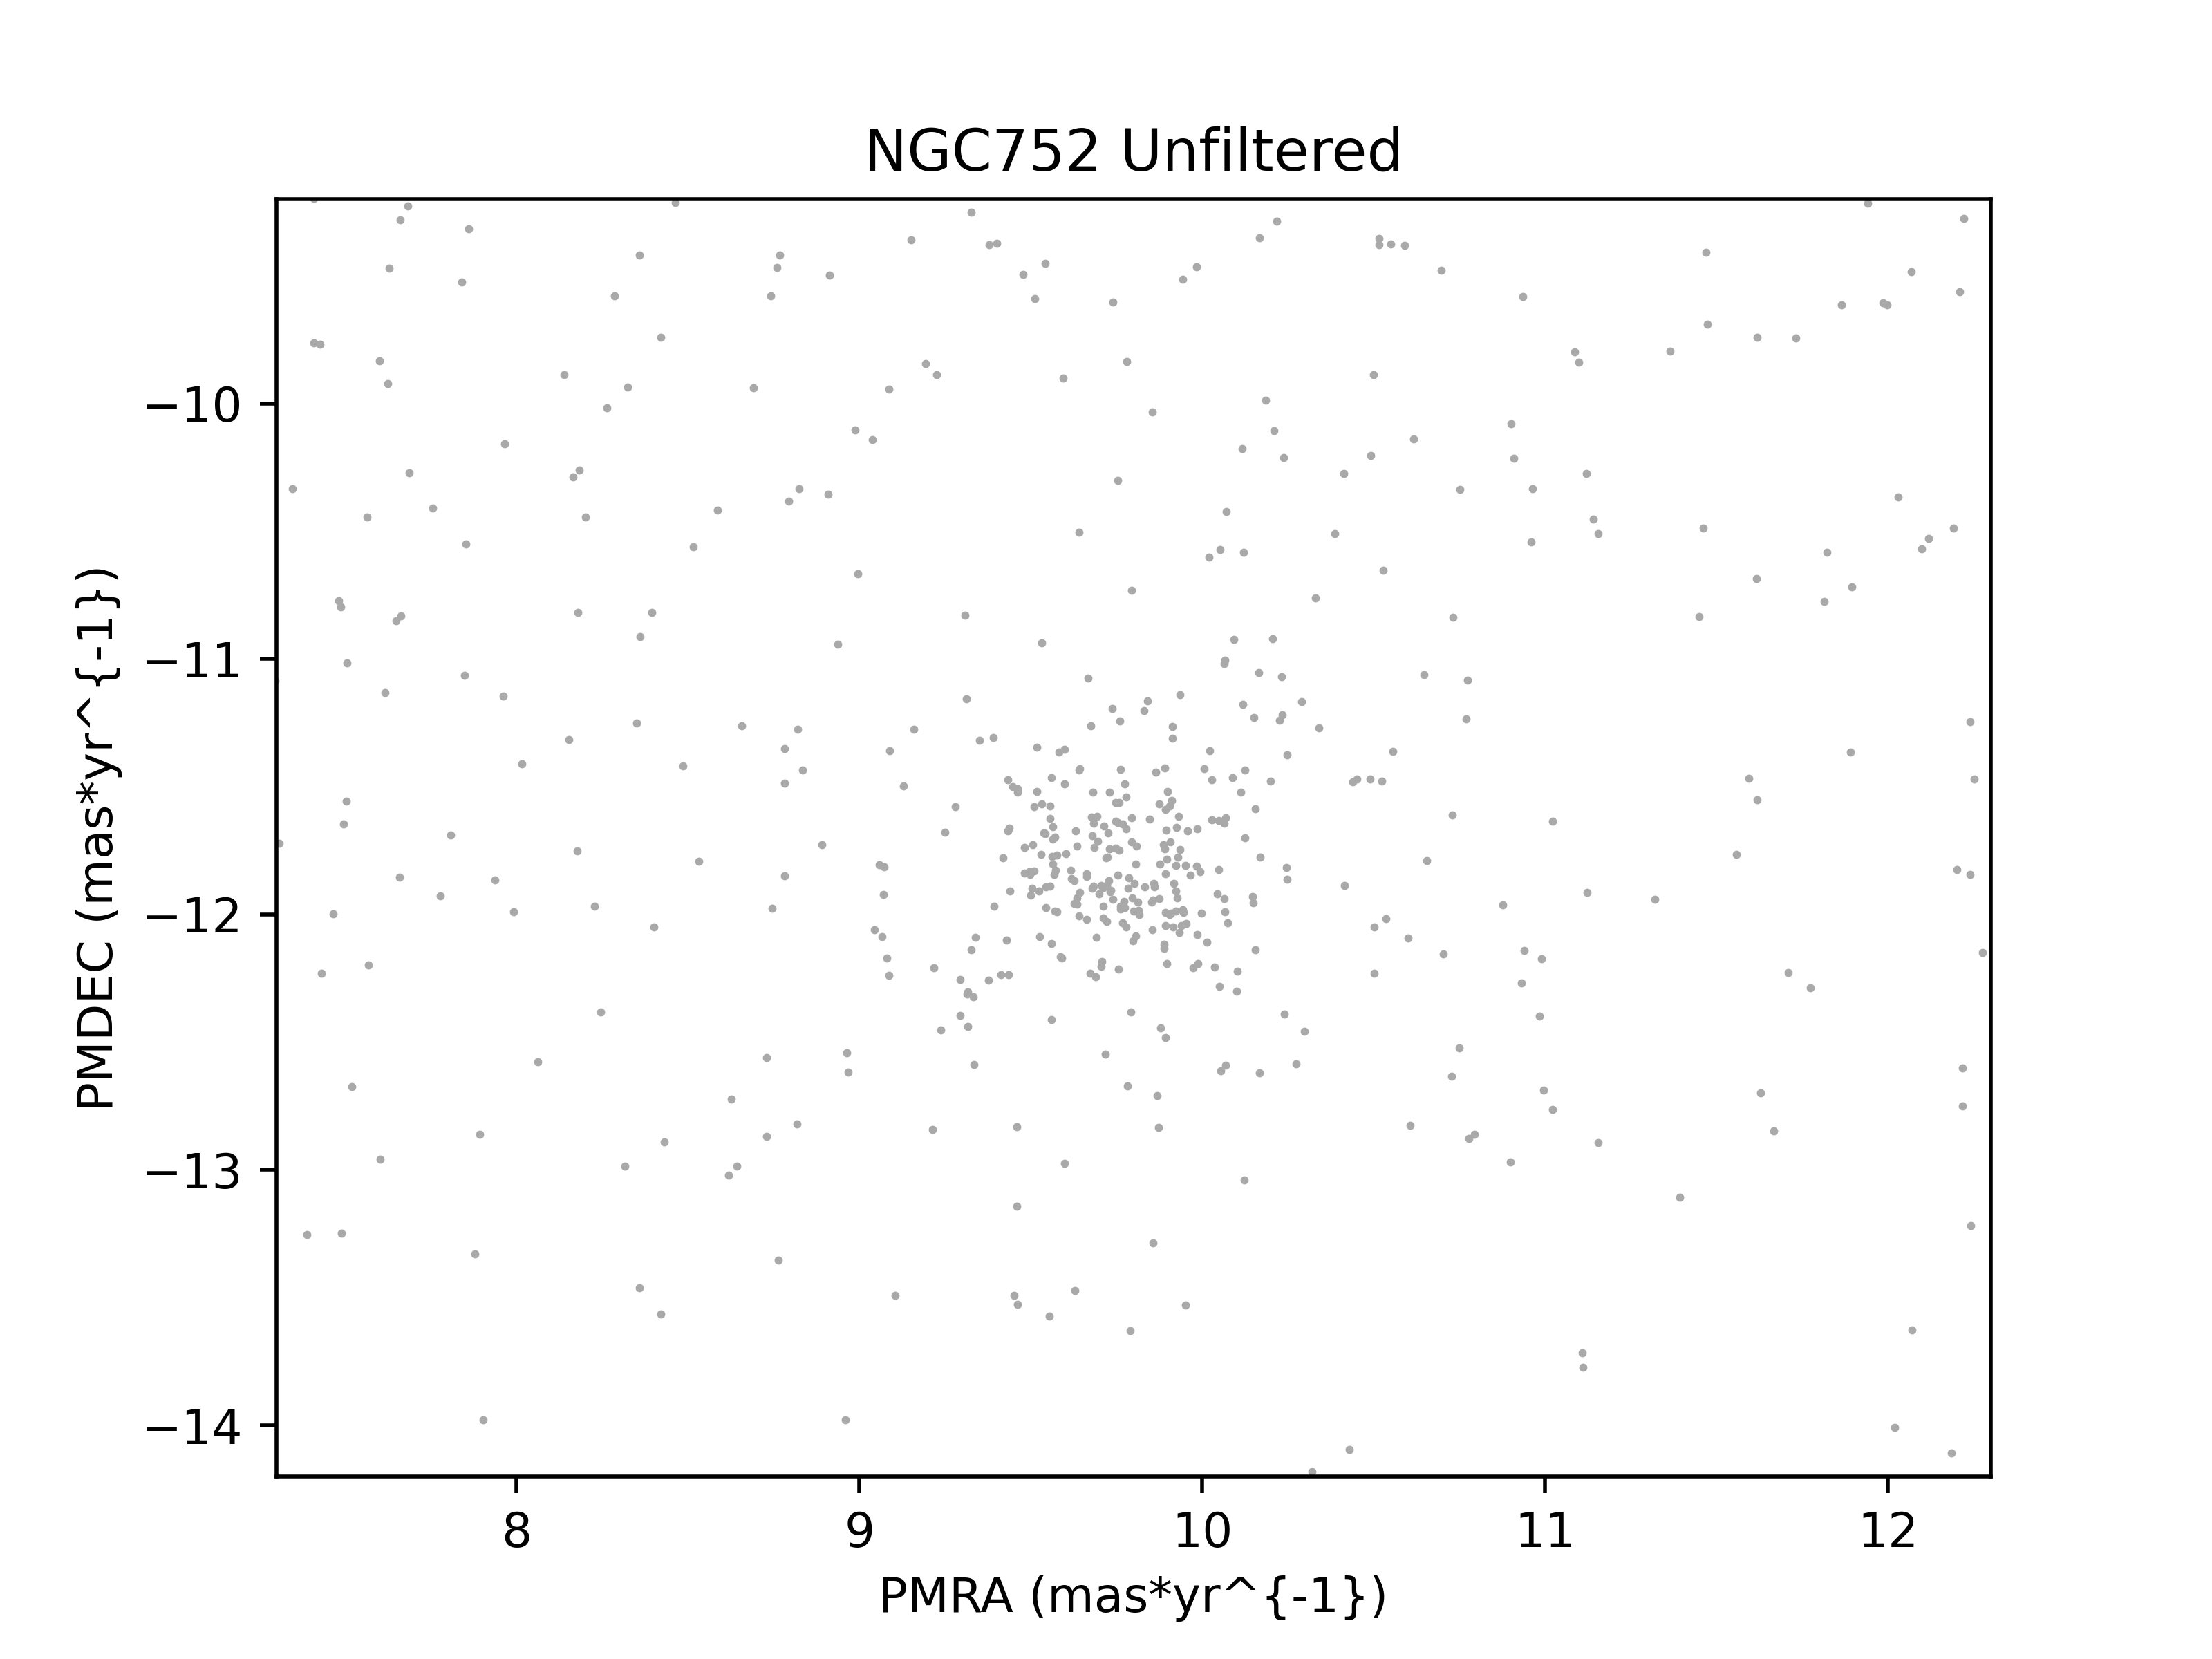 NGC752 Unfiltered
PMDEC (mas*yr^{-1})
−10
−11
−12
−13
−14
8 9 10 11 12
PMRA (mas*yr^{-1})